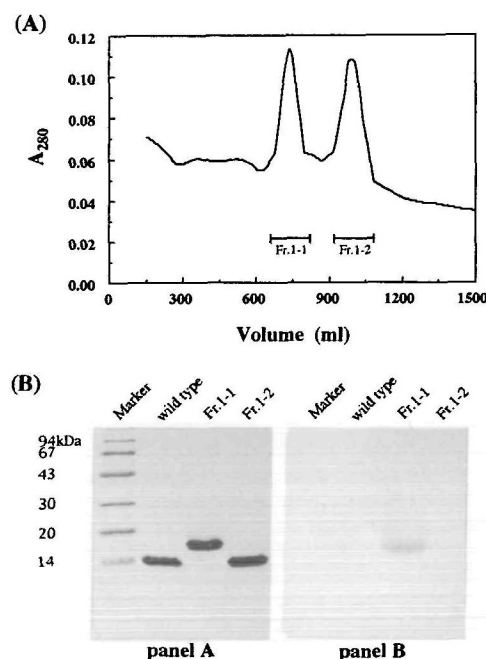 (A)
0.12
0.10
0.08
0.06
0.04
0.02
0.00
A280
Fr.1-1
Fr.1-2
0
300
600
900
1200
1500
Volume (ml)
(B)
Marker
wild type
Fr.1-1
Fr.1-2
Marker
wild type
Fr.1-1
Fr.1-2
94kDa
67
43
30
20
14
panel A
panel B